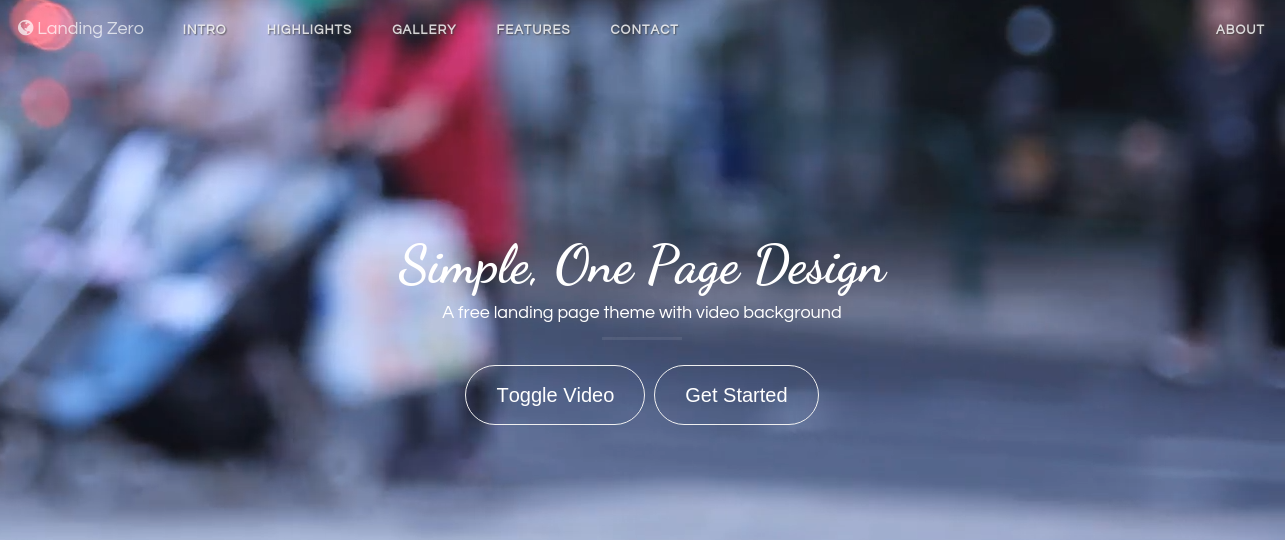 Landing Zero INTRO HIGHLIGHTS GALLERY FEATURES CONTACT ABOUT
Simple, One Page Design
A free landing page theme with video background
Toggle Video Get Started